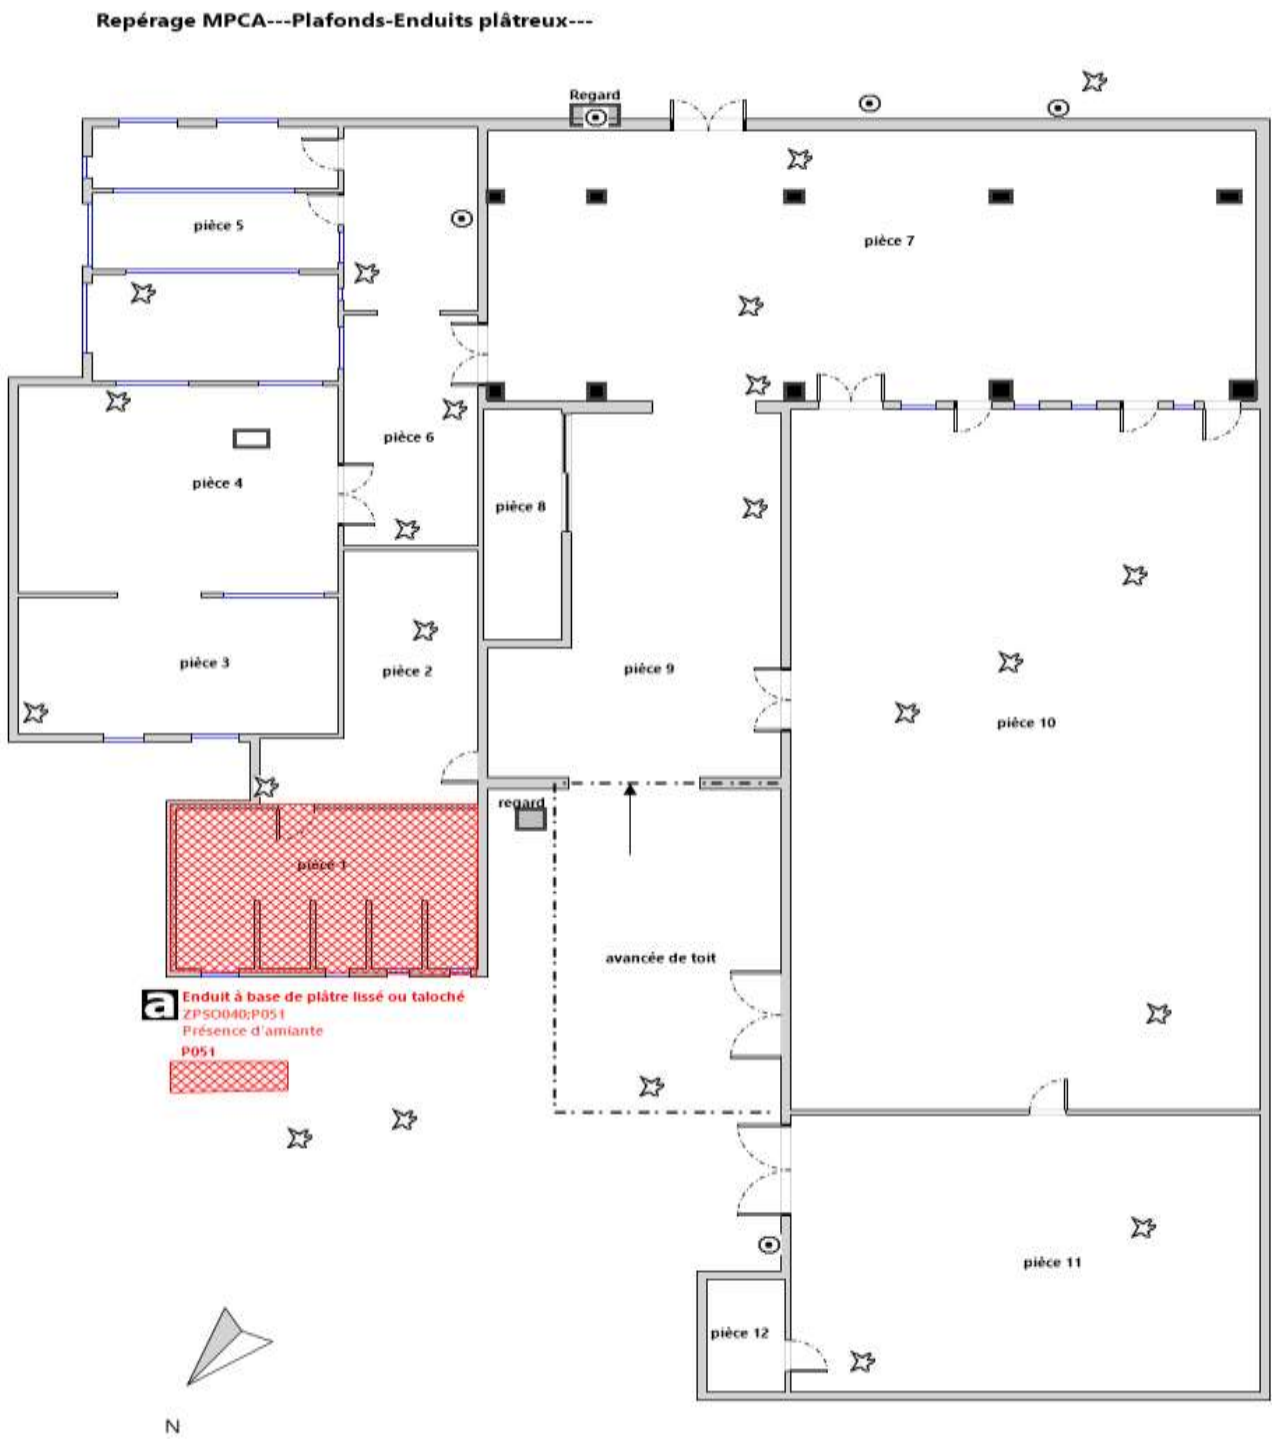 Repérage MPCA---Plafonds-Enduits plâtreux---
Regard
pièce 5
pièce 7
pièce 6
pièce 4
pièce 8
pièce 3
pièce 2
pièce 9
pièce 10
regard
pièce 1
avancée de toit
a Enduit à base de plâtre lissé ou taloché
ZPSO040;P051
Présence d'amiante
P051
pièce 11
pièce 12
N